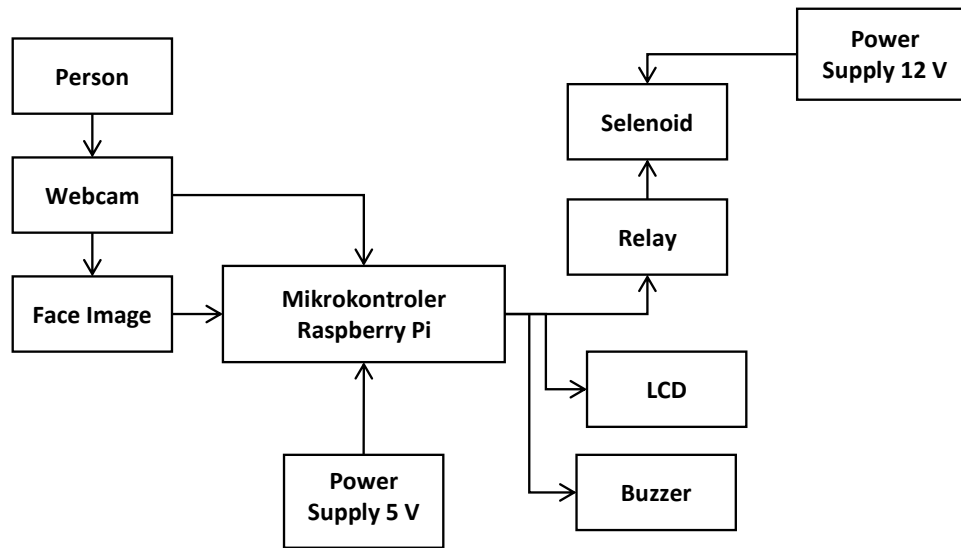 Person
Webcam
Face Image
Mikrokontroler
Raspberry Pi
Power
Supply 5 V
Power
Supply 12 V
Selenoid
Relay
LCD
Buzzer